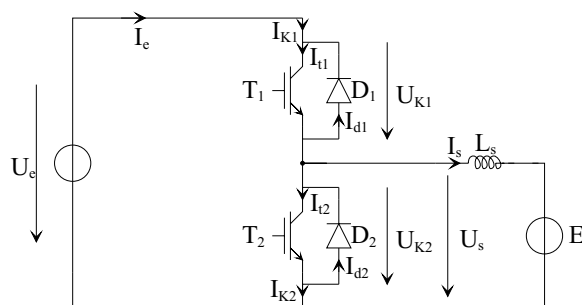 I_e
I_K1
I_t1
T_1
D_1
I_d1
U_K1
U_e
I_s
L_s
I_t2
T_2
D_2
I_d2
U_K2
U_s
E
I_K2